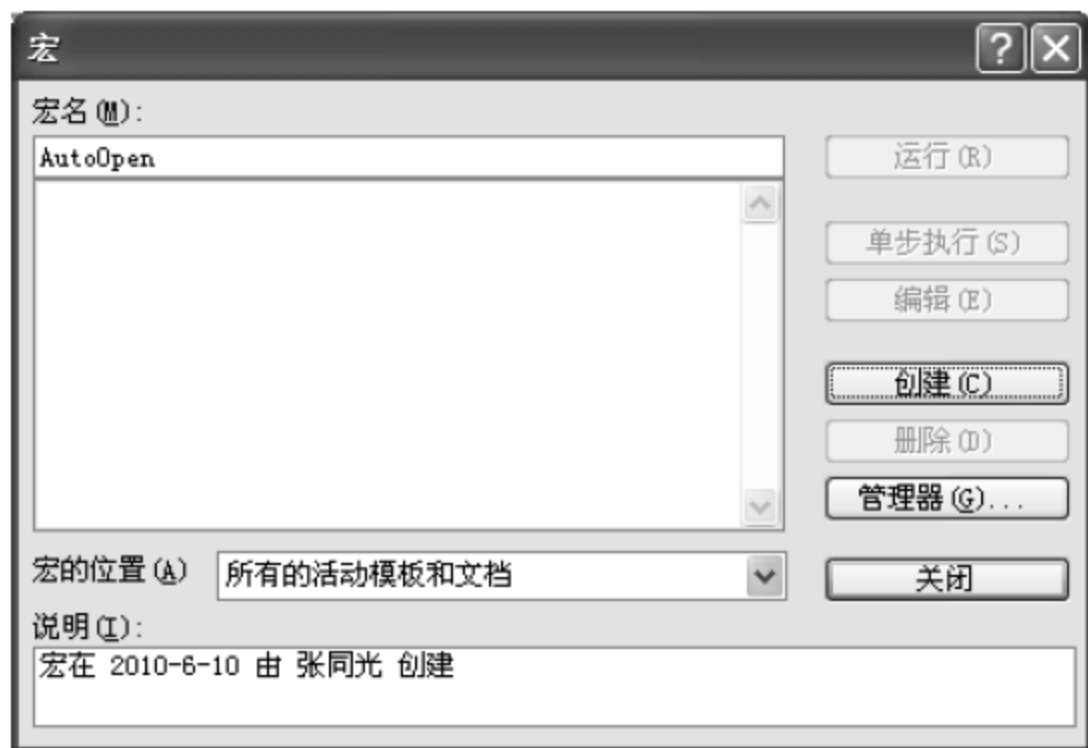 宏
宏名(M):
AutoOpen
运行(R)
单步执行(S)
编辑(E)
创建(C)
删除(D)
管理器(G)...
宏的位置(A)
所有的活动模板和文档
关闭
说明(I):
宏在 2010-6-10 由 张同光 创建